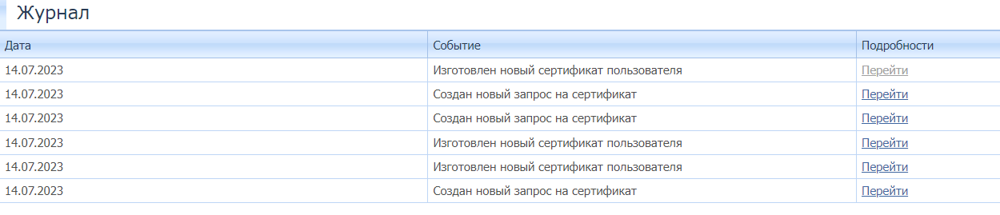 Журнал
Дата Событие Подробности
14.07.2023 Изготовлен новый сертификат пользователя Перейти
14.07.2023 Создан новый запрос на сертификат Перейти
14.07.2023 Создан новый запрос на сертификат Перейти
14.07.2023 Изготовлен новый сертификат пользователя Перейти
14.07.2023 Изготовлен новый сертификат пользователя Перейти
14.07.2023 Создан новый запрос на сертификат Перейти